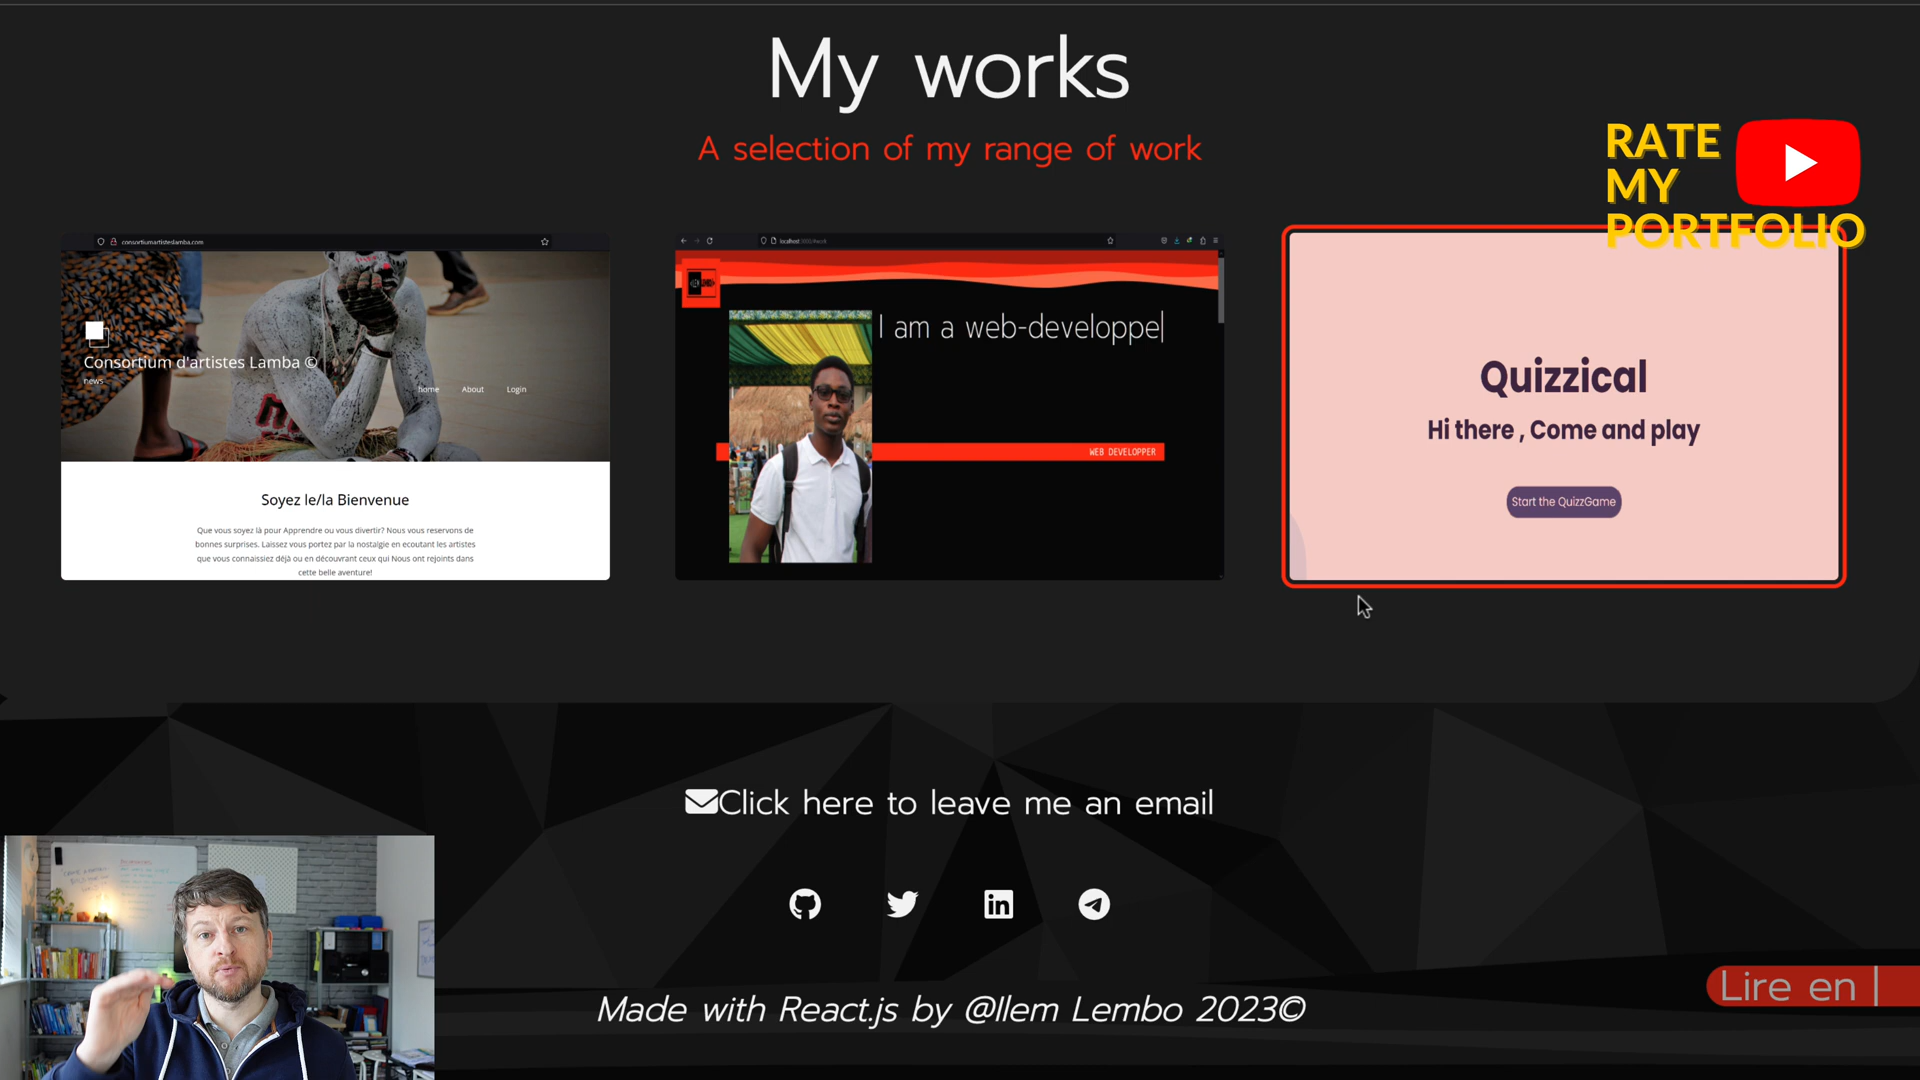 My works
A selection of my range of work
RATE
MY
PORTFOLIO
consortiumartisteslamba.com
Consortium d'artistes Lamba ©
news
home About Login
Soyez le/la Bienvenue
Que vous soyez là pour Apprendre ou vous divertir? Nous vous reservons de
bonnes surprises. Laissez vous portez par la nostalgie en ecoutant les artistes
que vous connaissiez déjà ou en découvrant ceux qui Nous ont rejoints dans
cette belle aventure!
I am a web-developpe|
WEB DEVELOPPER
Quizzical
Hi there , Come and play
Start the QuizzGame
Click here to leave me an email
Made with React.js by @Ilem Lembo 2023©
Lire en |